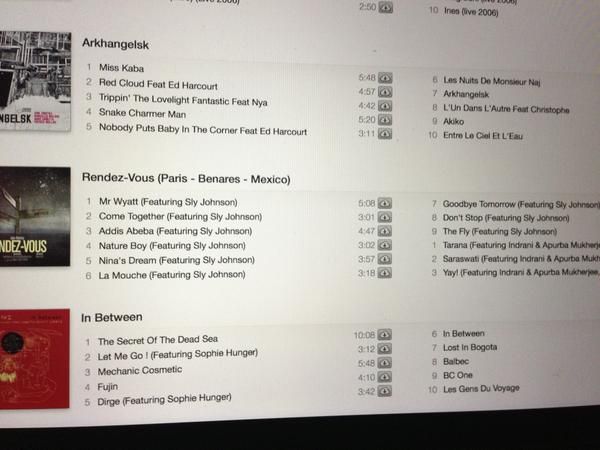 2:50
10 Ines (live 2006)
Arkhangelsk
1 Miss Kaba 5:48
2 Red Cloud Feat Ed Harcourt 4:57
3 Trippin' The Lovelight Fantastic Feat Nya 4:42
4 Snake Charmer Man 5:20
5 Nobody Puts Baby In The Corner Feat Ed Harcourt 3:11
6 Les Nuits De Monsieur Naj
7 Arkhangelsk
8 L'Un Dans L'Autre Feat Christophe
9 Akiko
10 Entre Le Ciel Et L'Eau
NGELSK
Rendez-Vous (Paris - Benares - Mexico)
1 Mr Wyatt (Featuring Sly Johnson) 5:08
2 Come Together (Featuring Sly Johnson) 3:01
3 Addis Abeba (Featuring Sly Johnson) 4:47
4 Nature Boy (Featuring Sly Johnson) 3:02
5 Nina's Dream (Featuring Sly Johnson) 3:57
6 La Mouche (Featuring Sly Johnson) 3:18
7 Goodbye Tomorrow (Featuring Sly Johnson)
8 Don't Stop (Featuring Sly Johnson)
9 The Fly (Featuring Sly Johnson)
1 Tarana (Featuring Indrani & Apurba Mukherje
2 Saraswati (Featuring Indrani & Apurba Mukh
3 Yay! (Featuring Indrani & Apurba Mukherjee,
NDEZ-VOUS
In Between
1 The Secret Of The Dead Sea 10:08
2 Let Me Go ! (Featuring Sophie Hunger) 3:12
3 Mechanic Cosmetic 5:48
4 Fujin 4:10
5 Dirge (Featuring Sophie Hunger) 3:42
6 In Between
7 Lost In Bogota
8 Balbec
9 BC One
10 Les Gens Du Voyage
In Between